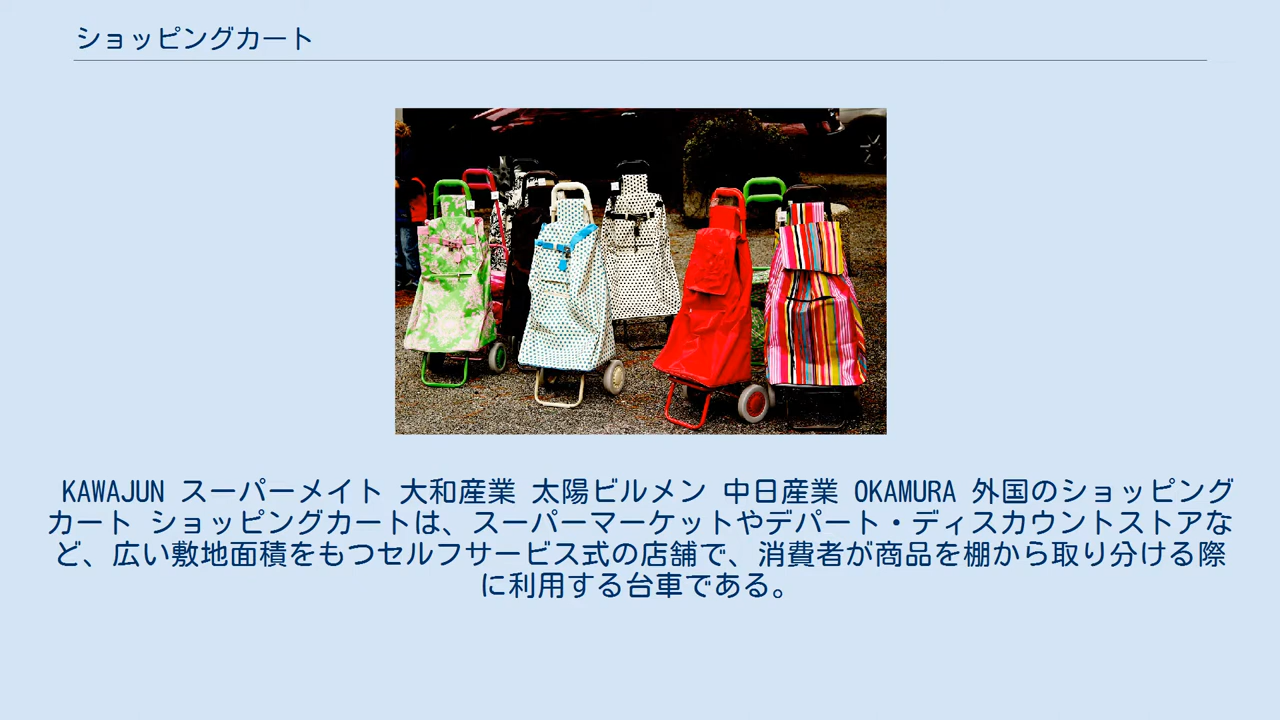 ショッピングカート
KAWAJUN スーパーメイト 大和産業 太陽ビルメン 中日産業 OKAMURA 外国のショッピング
カート ショッピングカートは、スーパーマーケットやデパート・ディスカウントストアな
ど、広い敷地面積をもつセルフサービス式の店舗で、消費者が商品を棚から取り分ける際
に利用する台車である。